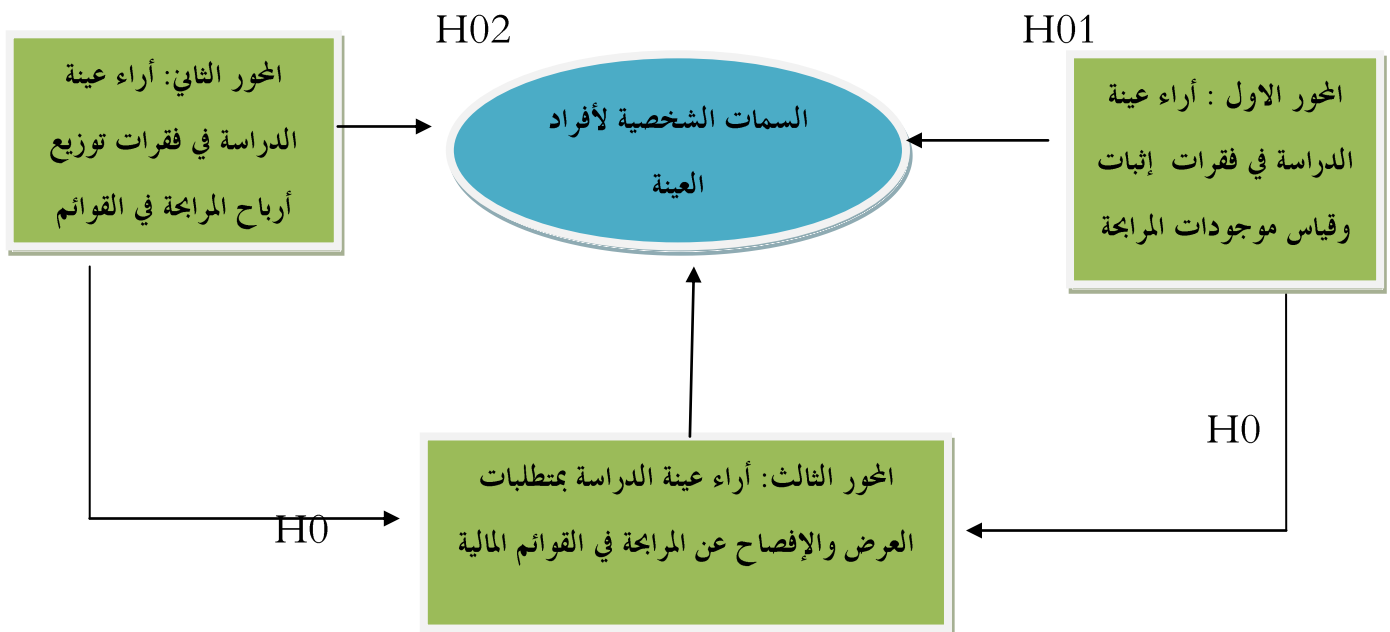 H01
H02
المحور الاول : أراء عينة
الدراسة في فقرات إثبات
وقياس موجودات المرابحة
السمات الشخصية لأفراد
العينة
المحور الثاني: أراء عينة
الدراسة في فقرات توزيع
أرباح المرابحة في القوائم
H0
H0
المحور الثالث: أراء عينة الدراسة بمتطلبات
العرض والإفصاح عن المرابحة في القوائم المالية